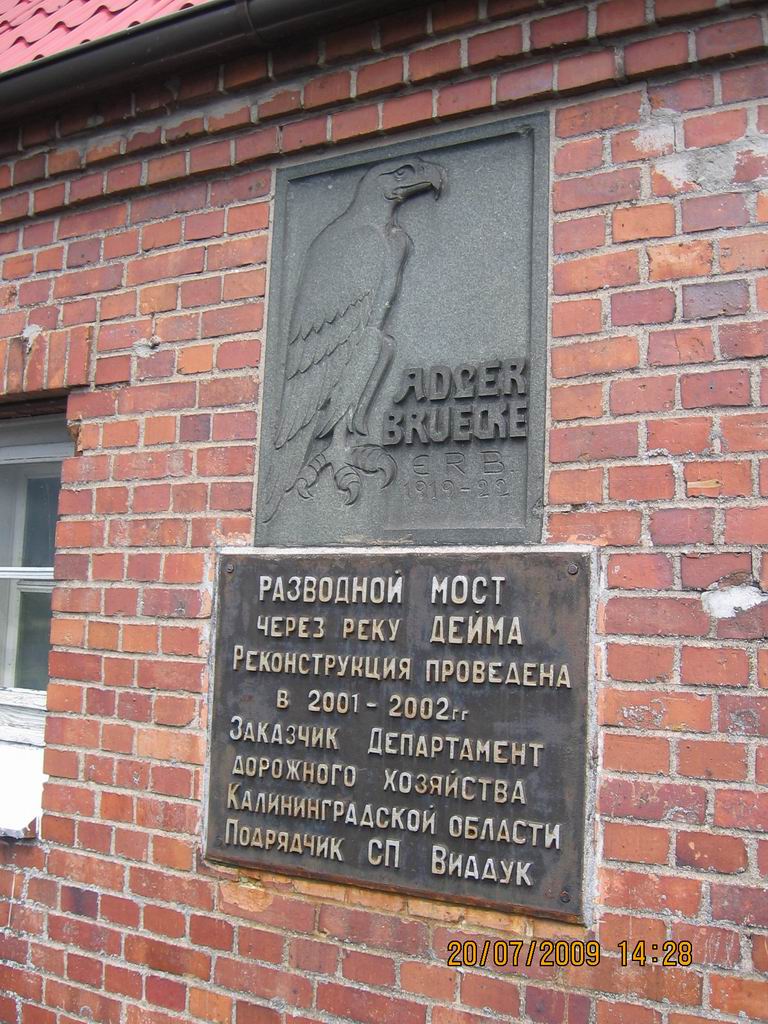 ADLER
BRUECKE
ERB.
1919-22
РАЗВОДНОЙ МОСТ
ЧЕРЕЗ РЕКУ ДЕЙМА
РЕКОНСТРУКЦИЯ ПРОВЕДЕНА
В 2001 - 2002гг
ЗАКАЗЧИК ДЕПАРТАМЕНТ
ДОРОЖНОГО ХОЗЯЙСТВА
КАЛИНИНГРАДСКОЙ ОБЛАСТИ
ПОДРЯДЧИК СП ВИАДУК
20/07/2009 14:28